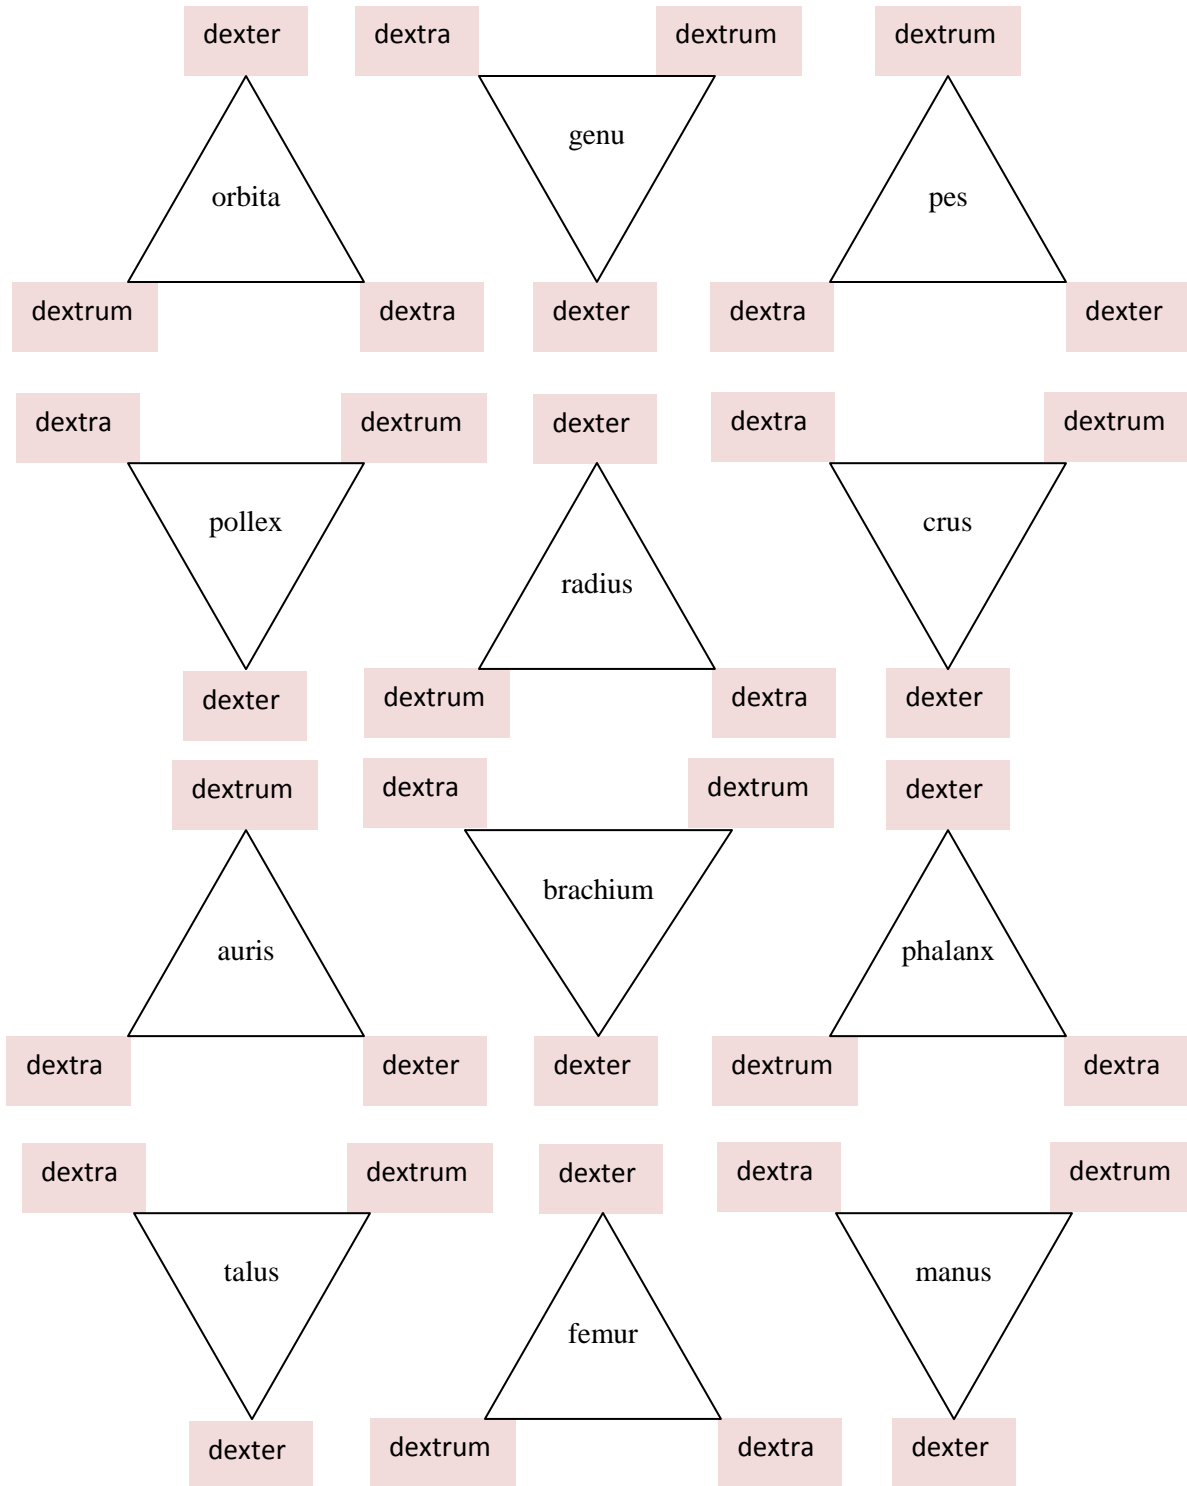 dexter dextra dextrum dextrum
genu
orbita pes
dextrum dextra dexter dextra dexter
dextra dextrum dexter dextra dextrum
pollex crus
radius
dexter dextrum dextra dexter
dextrum dextra dextrum dexter
brachium
auris phalanx
dextra dexter dexter dextrum dextra
dextra dextrum dexter dextra dextrum
talus manus
femur
dexter dextrum dextra dexter